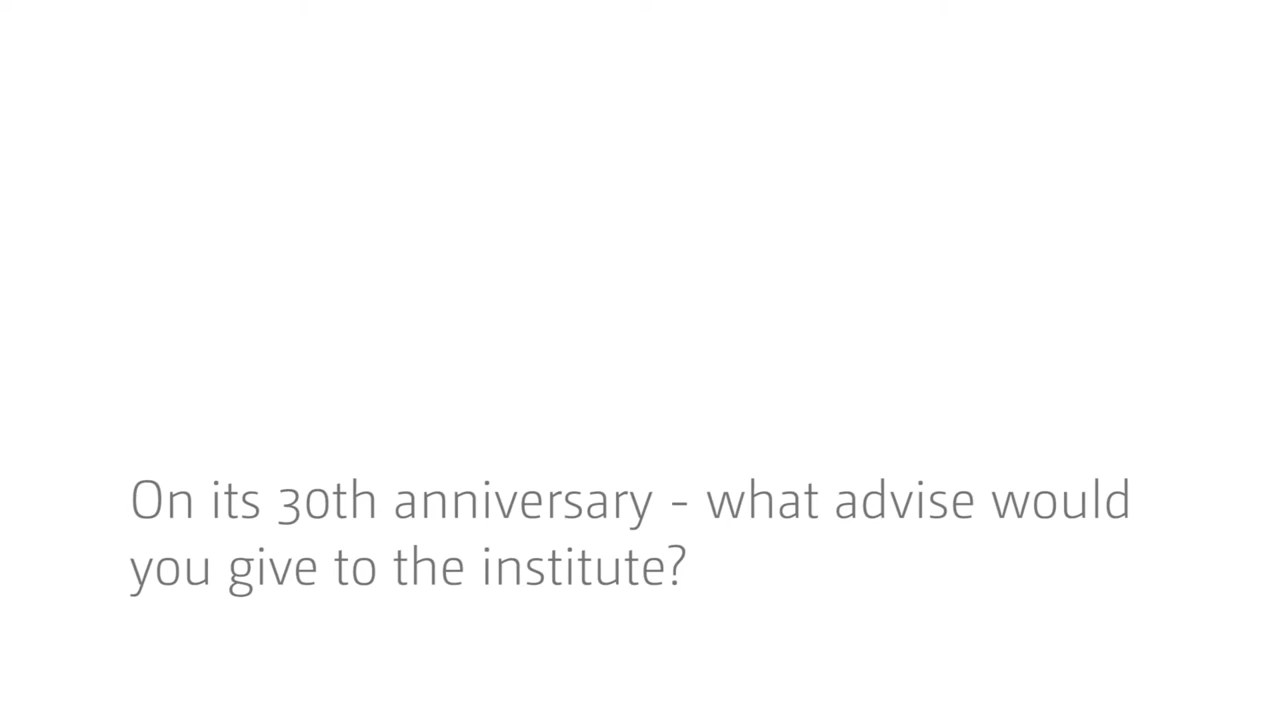 On its 30th anniversary - what advise would
you give to the institute?